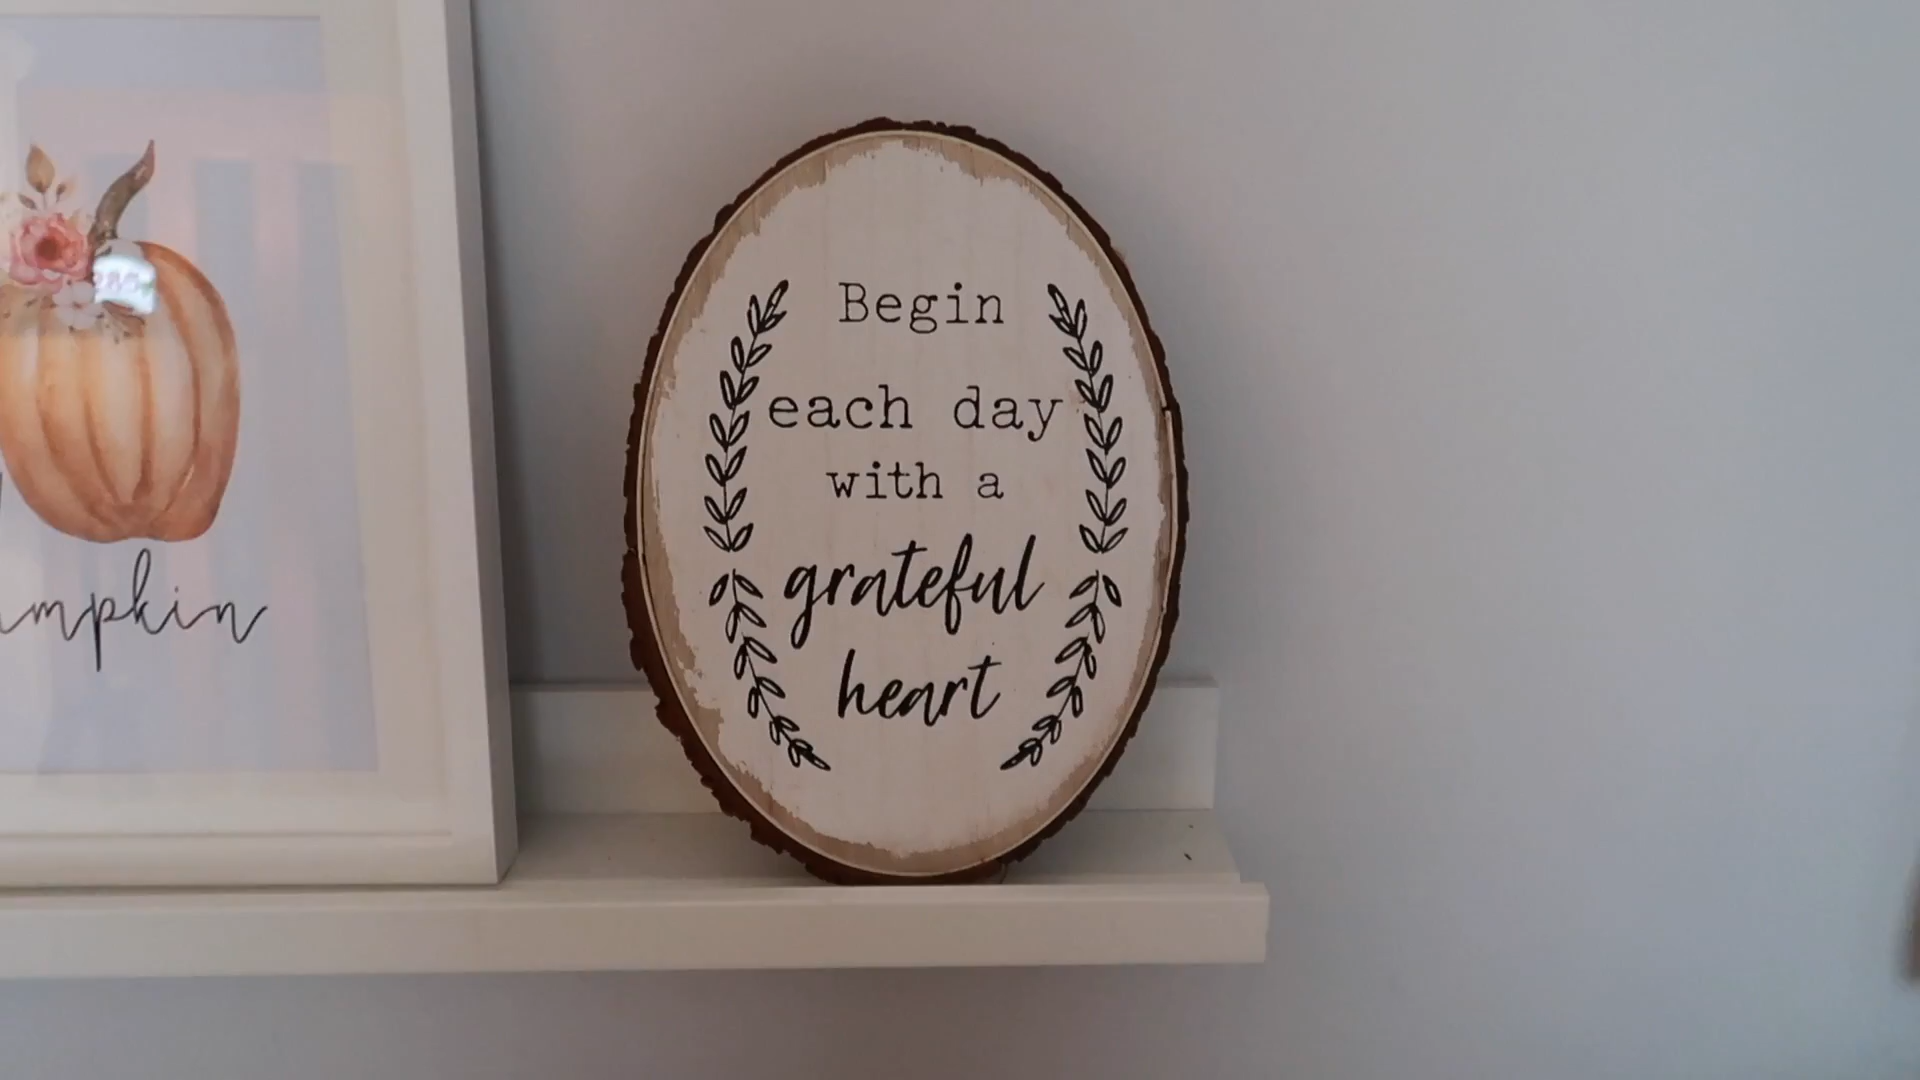 Begin
each day
with a
grateful
heart
mpkin